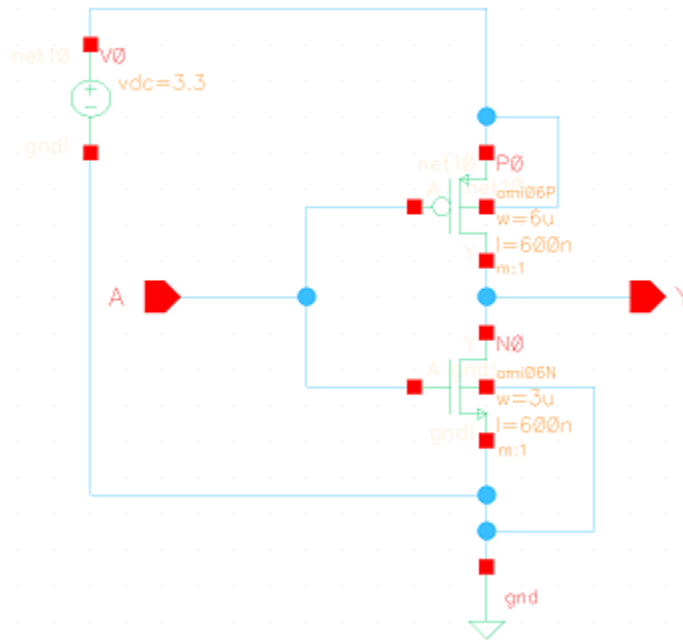 net10
V0
vdc=3.3
gnd!
net10
P0
A
net10
ami06P
w=6u
l=600n
Y
m:1
A
Y
Y
N0
A
gnd!
ami06N
w=3u
l=600n
gnd!
m:1
gnd